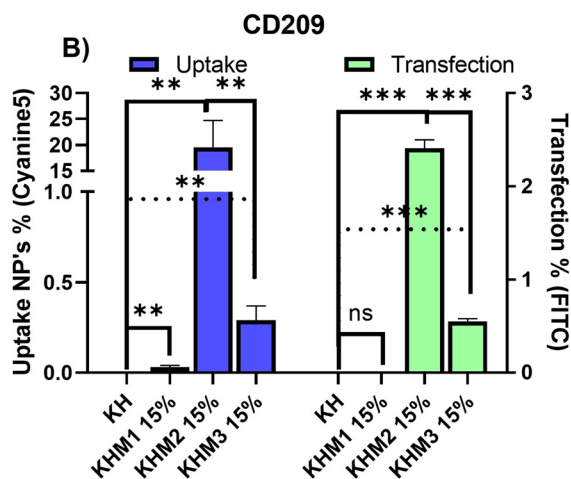 CD209
B)
Uptake
Transfection
** ** *** ***
30
20
15
1.0
0.5
0.0
Uptake NP's % (Cyanine5)
**
***
**
ns
3
2
1
0
Transfection % (FITC)
KH
KHM1 15%
KHM2 15%
KHM3 15%
KH
KHM1 15%
KHM2 15%
KHM3 15%